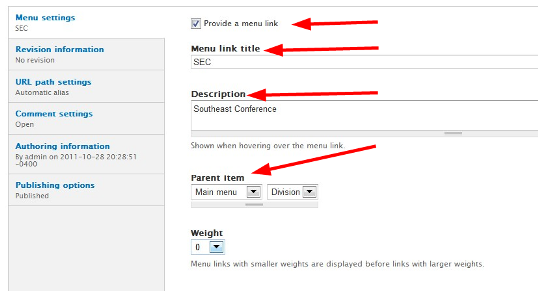 Menu settings
SEC
Revision information
No revision
URL path settings
Automatic alias
Comment settings
Open
Authoring information
By admin on 2011-10-28 20:28:51
-0400
Publishing options
Published
Provide a menu link
Menu link title
SEC
Description
Southeast Conference
Shown when hovering over the menu link.
Parent item
Main menu Division
Weight
0
Menu links with smaller weights are displayed before links with larger weights.